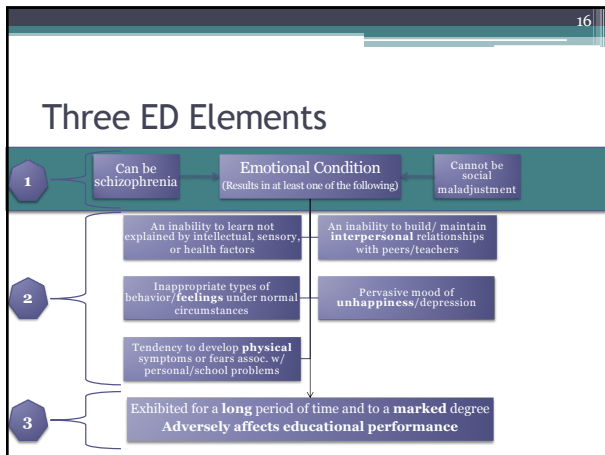 16
Three ED Elements
1
Can be
schizophrenia
Emotional Condition
(Results in at least one of the following)
Cannot be
social
maladjustment
2
An inability to learn not
explained by intellectual, sensory,
or health factors
An inability to build/ maintain
interpersonal relationships
with peers/teachers
Inappropriate types of
behavior/feelings under normal
circumstances
Pervasive mood of
unhappiness/depression
Tendency to develop physical
symptoms or fears assoc. w/
personal/school problems
3
Exhibited for a long period of time and to a marked degree
Adversely affects educational performance